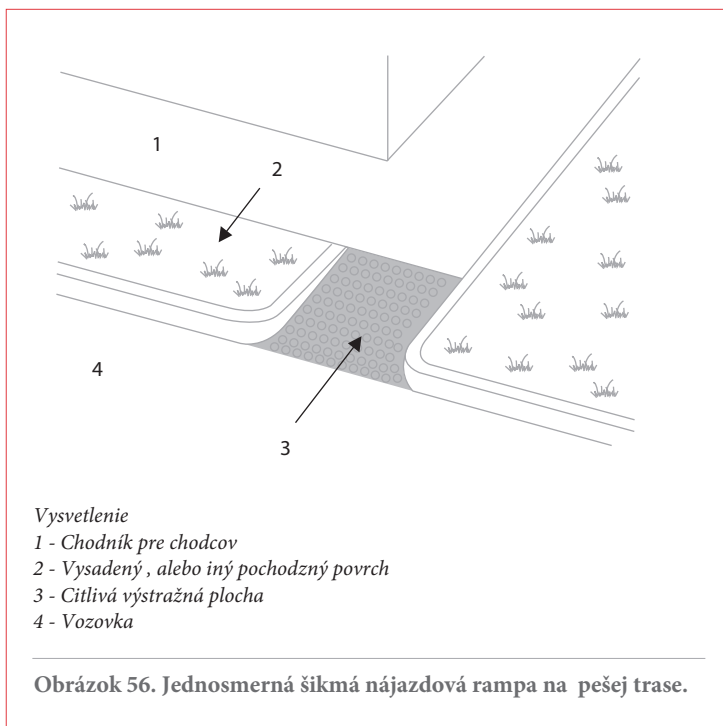 1
2
3
4
Vysvetlenie
1 - Chodník pre chodcov
2 - Vysadený , alebo iný pochodzný povrch
3 - Citlivá výstražná plocha
4 - Vozovka
Obrázok 56. Jednosmerná šikmá nájazdová rampa na pešej trase.